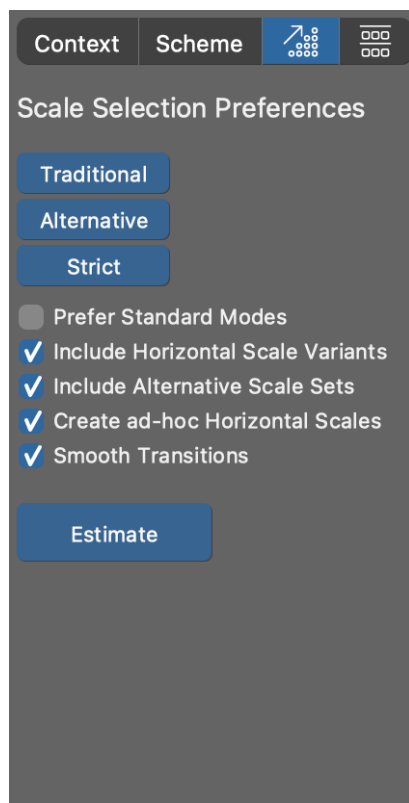 Context Scheme
Scale Selection Preferences
Traditional
Alternative
Strict
Prefer Standard Modes
Include Horizontal Scale Variants
Include Alternative Scale Sets
Create ad-hoc Horizontal Scales
Smooth Transitions
Estimate